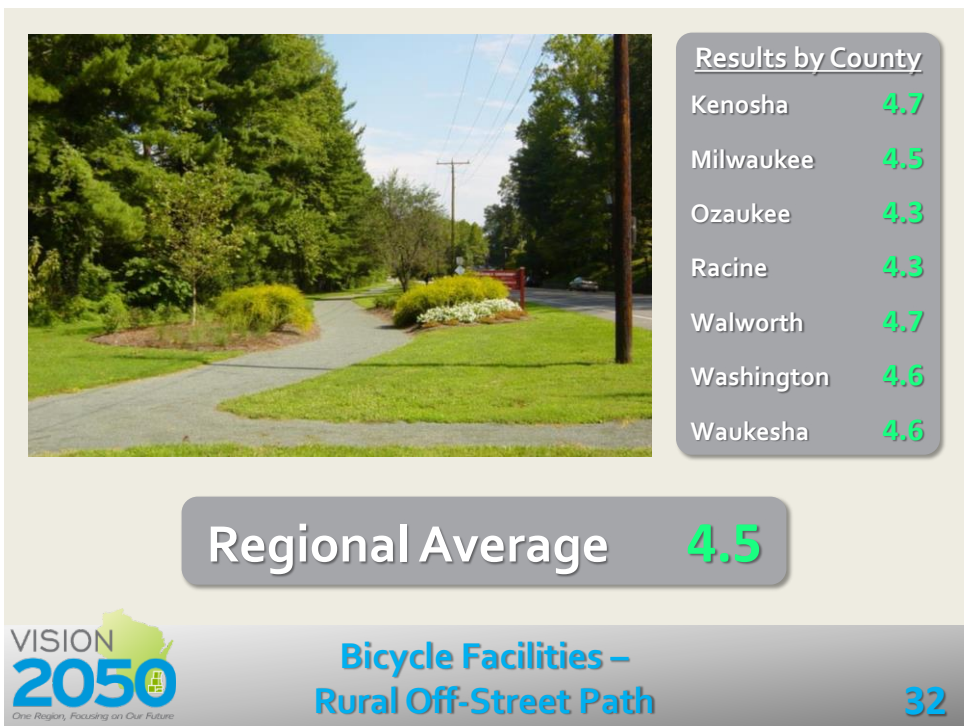 Results by County
Kenosha 4.7
Milwaukee 4.5
Ozaukee 4.3
Racine 4.3
Walworth 4.7
Washington 4.6
Waukesha 4.6
Regional Average 4.5
VISION
2050
One Region, Focusing on Our Future
Bicycle Facilities –
Rural Off-Street Path
32